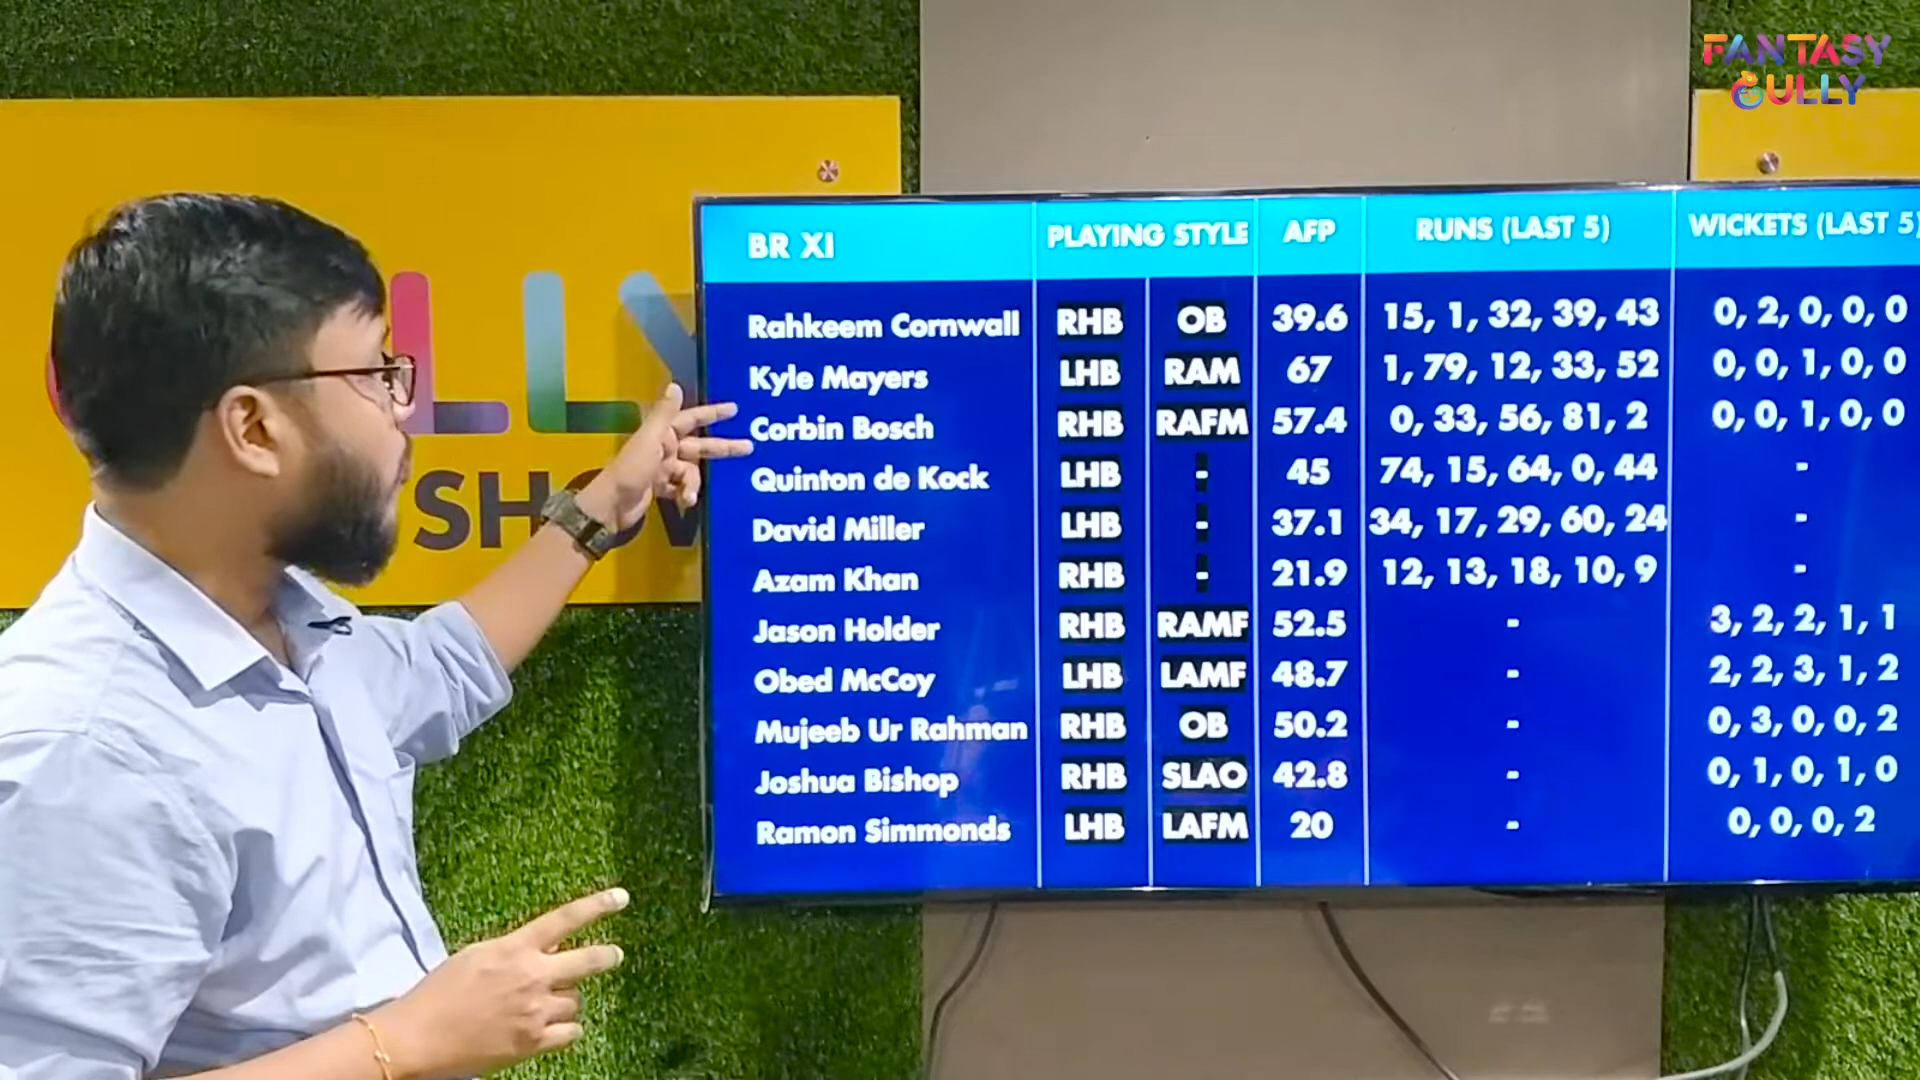 FANTASY
GULLY
LLY
SHOW
BR XI PLAYING STYLE AFP RUNS (LAST 5) WICKETS (LAST 5)
Rahkeem Cornwall RHB OB 39.6 15, 1, 32, 39, 43 0, 2, 0, 0, 0
Kyle Mayers LHB RAM 67 1, 79, 12, 33, 52 0, 0, 1, 0, 0
Corbin Bosch RHB RAFM 57.4 0, 33, 56, 81, 2 0, 0, 1, 0, 0
Quinton de Kock LHB - 45 74, 15, 64, 0, 44 -
David Miller LHB - 37.1 34, 17, 29, 60, 24 -
Azam Khan RHB - 21.9 12, 13, 18, 10, 9 -
Jason Holder RHB RAMF 52.5 - 3, 2, 2, 1, 1
Obed McCoy LHB LAMF 48.7 - 2, 2, 3, 1, 2
Mujeeb Ur Rahman RHB OB 50.2 - 0, 3, 0, 0, 2
Joshua Bishop RHB SLAO 42.8 - 0, 1, 0, 1, 0
Ramon Simmonds LHB LAFM 20 - 0, 0, 0, 2